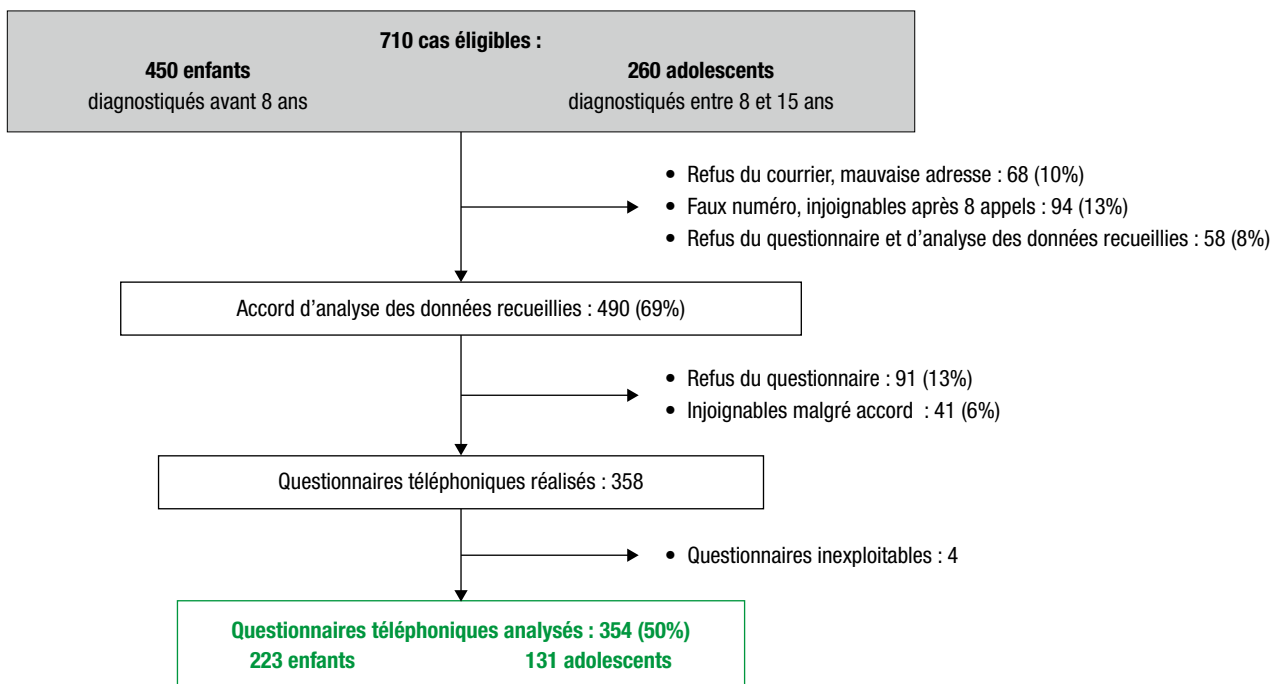 710 cas éligibles :
450 enfants
diagnostiqués avant 8 ans
260 adolescents
diagnostiqués entre 8 et 15 ans
• Refus du courrier, mauvaise adresse : 68 (10%)
• Faux numéro, injoignables après 8 appels : 94 (13%)
• Refus du questionnaire et d’analyse des données recueillies : 58 (8%)
Accord d’analyse des données recueillies : 490 (69%)
• Refus du questionnaire : 91 (13%)
• Injoignables malgré accord : 41 (6%)
Questionnaires téléphoniques réalisés : 358
• Questionnaires inexploitables : 4
Questionnaires téléphoniques analysés : 354 (50%)
223 enfants 131 adolescents